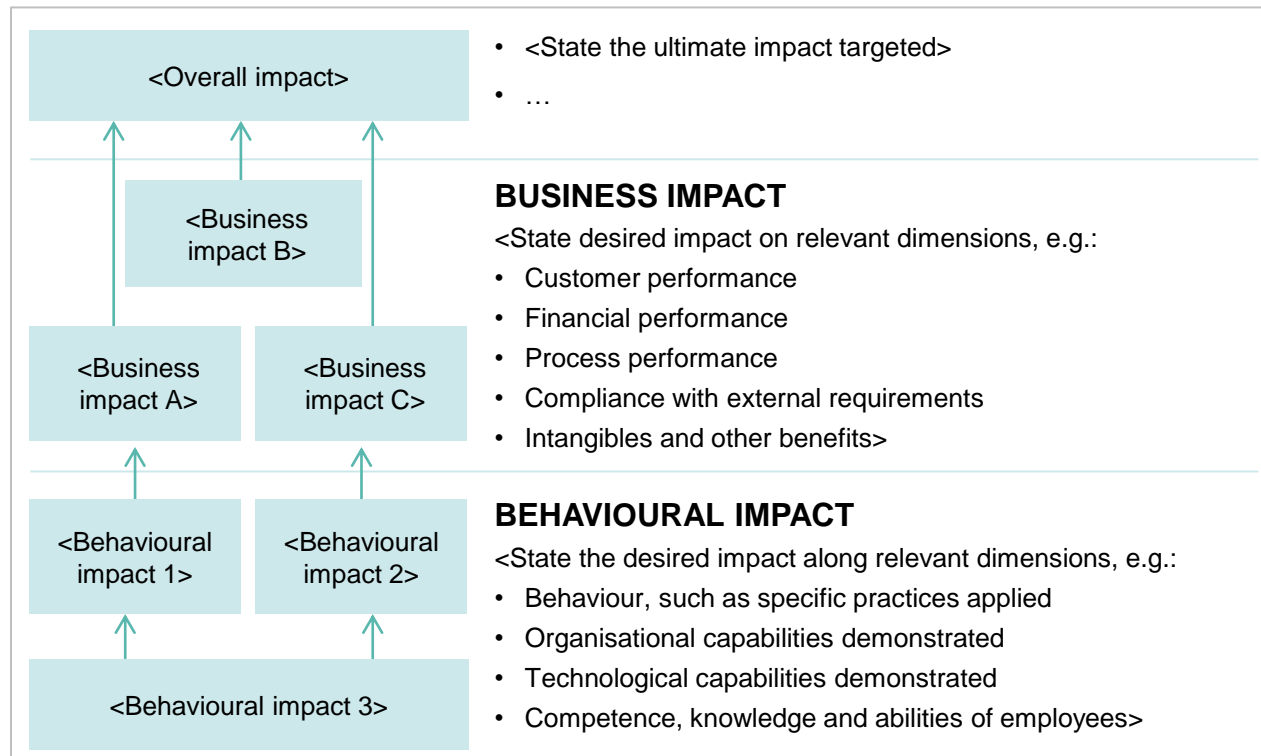 <Overall impact>
• <State the ultimate impact targeted>
• …
<Business
impact B>
<Business
impact A>
<Business
impact C>
BUSINESS IMPACT
<State desired impact on relevant dimensions, e.g.:
• Customer performance
• Financial performance
• Process performance
• Compliance with external requirements
• Intangibles and other benefits>
<Behavioural
impact 1>
<Behavioural
impact 2>
<Behavioural impact 3>
BEHAVIOURAL IMPACT
<State the desired impact along relevant dimensions, e.g.:
• Behaviour, such as specific practices applied
• Organisational capabilities demonstrated
• Technological capabilities demonstrated
• Competence, knowledge and abilities of employees>